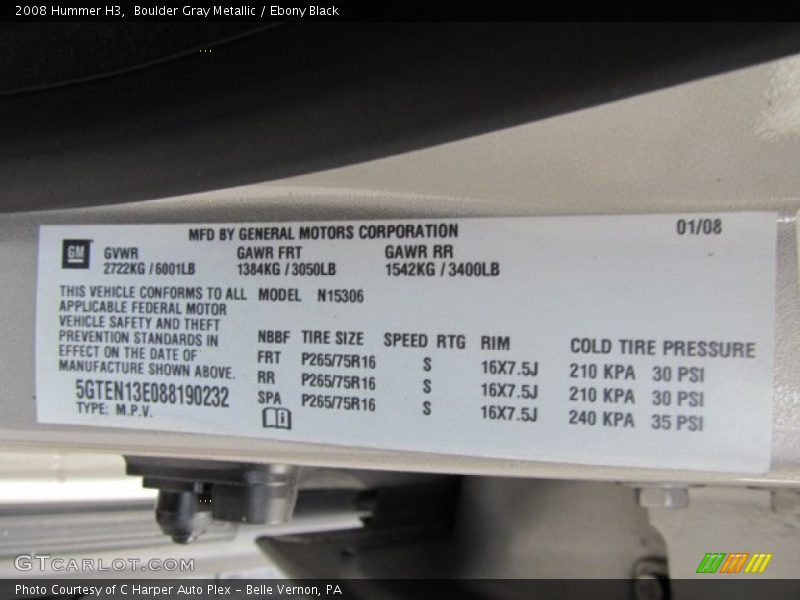 2008 Hummer H3,  Boulder Gray Metallic / Ebony Black
MFD BY GENERAL MOTORS CORPORATION 01/08
GM GVWR GAWR FRT GAWR RR
2722KG / 6001LB 1384KG / 3050LB 1542KG / 3400LB
THIS VEHICLE CONFORMS TO ALL MODEL N15306
APPLICABLE FEDERAL MOTOR
VEHICLE SAFETY AND THEFT
PREVENTION STANDARDS IN
EFFECT ON THE DATE OF
MANUFACTURE SHOWN ABOVE.
5GTEN13E088190232
TYPE: M.P.V.
NBBF TIRE SIZE SPEED RTG RIM COLD TIRE PRESSURE
FRT P265/75R16 S 16X7.5J 210 KPA 30 PSI
RR P265/75R16 S 16X7.5J 210 KPA 30 PSI
SPA P265/75R16 S 16X7.5J 240 KPA 35 PSI
GTCARLOT.COM
Photo Courtesy of C Harper Auto Plex - Belle Vernon, PA